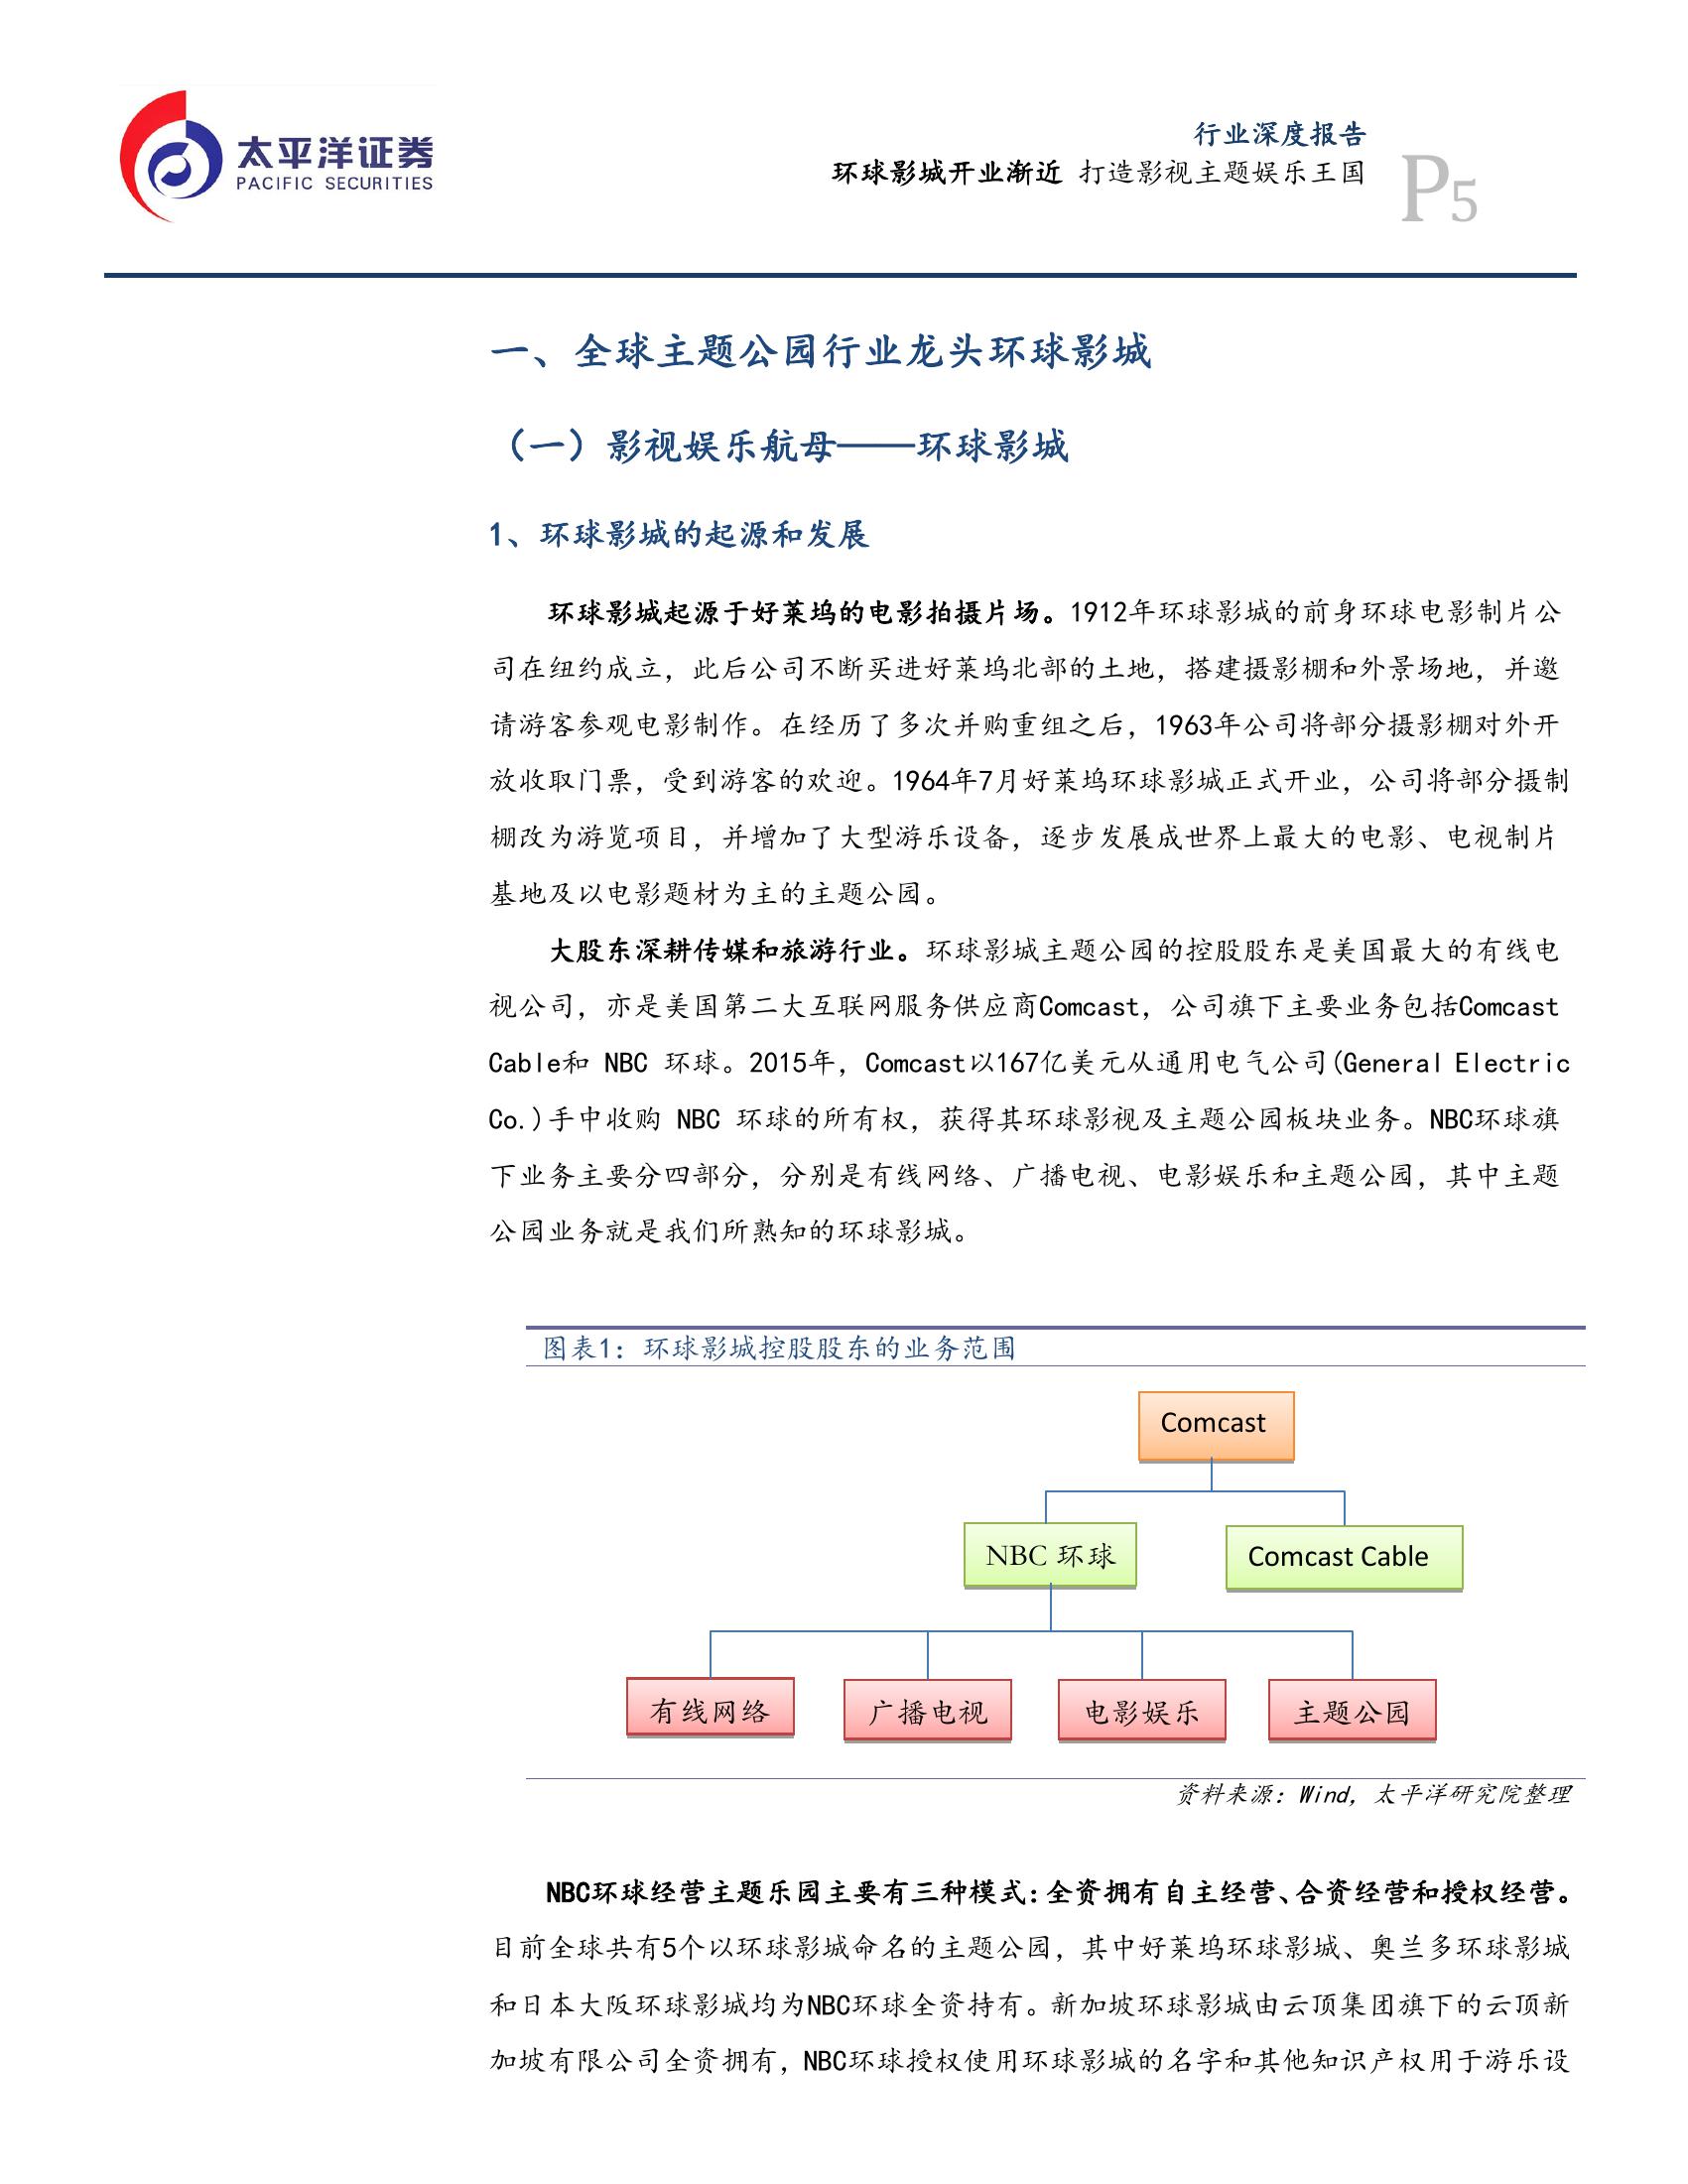 太平洋证券
PACIFIC SECURITIES
行业深度报告
环球影城开业渐近 打造影视主题娱乐王国
P5
一、全球主题公园行业龙头环球影城
（一）影视娱乐航母——环球影城
1、环球影城的起源和发展
环球影城起源于好莱坞的电影拍摄片场。1912年环球影城的前身环球电影制片公
司在纽约成立，此后公司不断买进好莱坞北部的土地，搭建摄影棚和外景场地，并邀
请游客参观电影制作。在经历了多次并购重组之后，1963年公司将部分摄影棚对外开
放收取门票，受到游客的欢迎。1964年7月好莱坞环球影城正式开业，公司将部分摄制
棚改为游览项目，并增加了大型游乐设备，逐步发展成世界上最大的电影、电视制片
基地及以电影题材为主的主题公园。
大股东深耕传媒和旅游行业。环球影城主题公园的控股股东是美国最大的有线电
视公司，亦是美国第二大互联网服务供应商Comcast，公司旗下主要业务包括Comcast
Cable和 NBC 环球。2015年，Comcast以167亿美元从通用电气公司(General Electric
Co.)手中收购 NBC 环球的所有权，获得其环球影视及主题公园板块业务。NBC环球旗
下业务主要分四部分，分别是有线网络、广播电视、电影娱乐和主题公园，其中主题
公园业务就是我们所熟知的环球影城。
图表1：环球影城控股股东的业务范围
Comcast
NBC 环球
Comcast Cable
有线网络
广播电视
电影娱乐
主题公园
资料来源：Wind，太平洋研究院整理
NBC环球经营主题乐园主要有三种模式：全资拥有自主经营、合资经营和授权经营。
目前全球共有5个以环球影城命名的主题公园，其中好莱坞环球影城、奥兰多环球影城
和日本大阪环球影城均为NBC环球全资持有。新加坡环球影城由云顶集团旗下的云顶新
加坡有限公司全资拥有，NBC环球授权使用环球影城的名字和其他知识产权用于游乐设